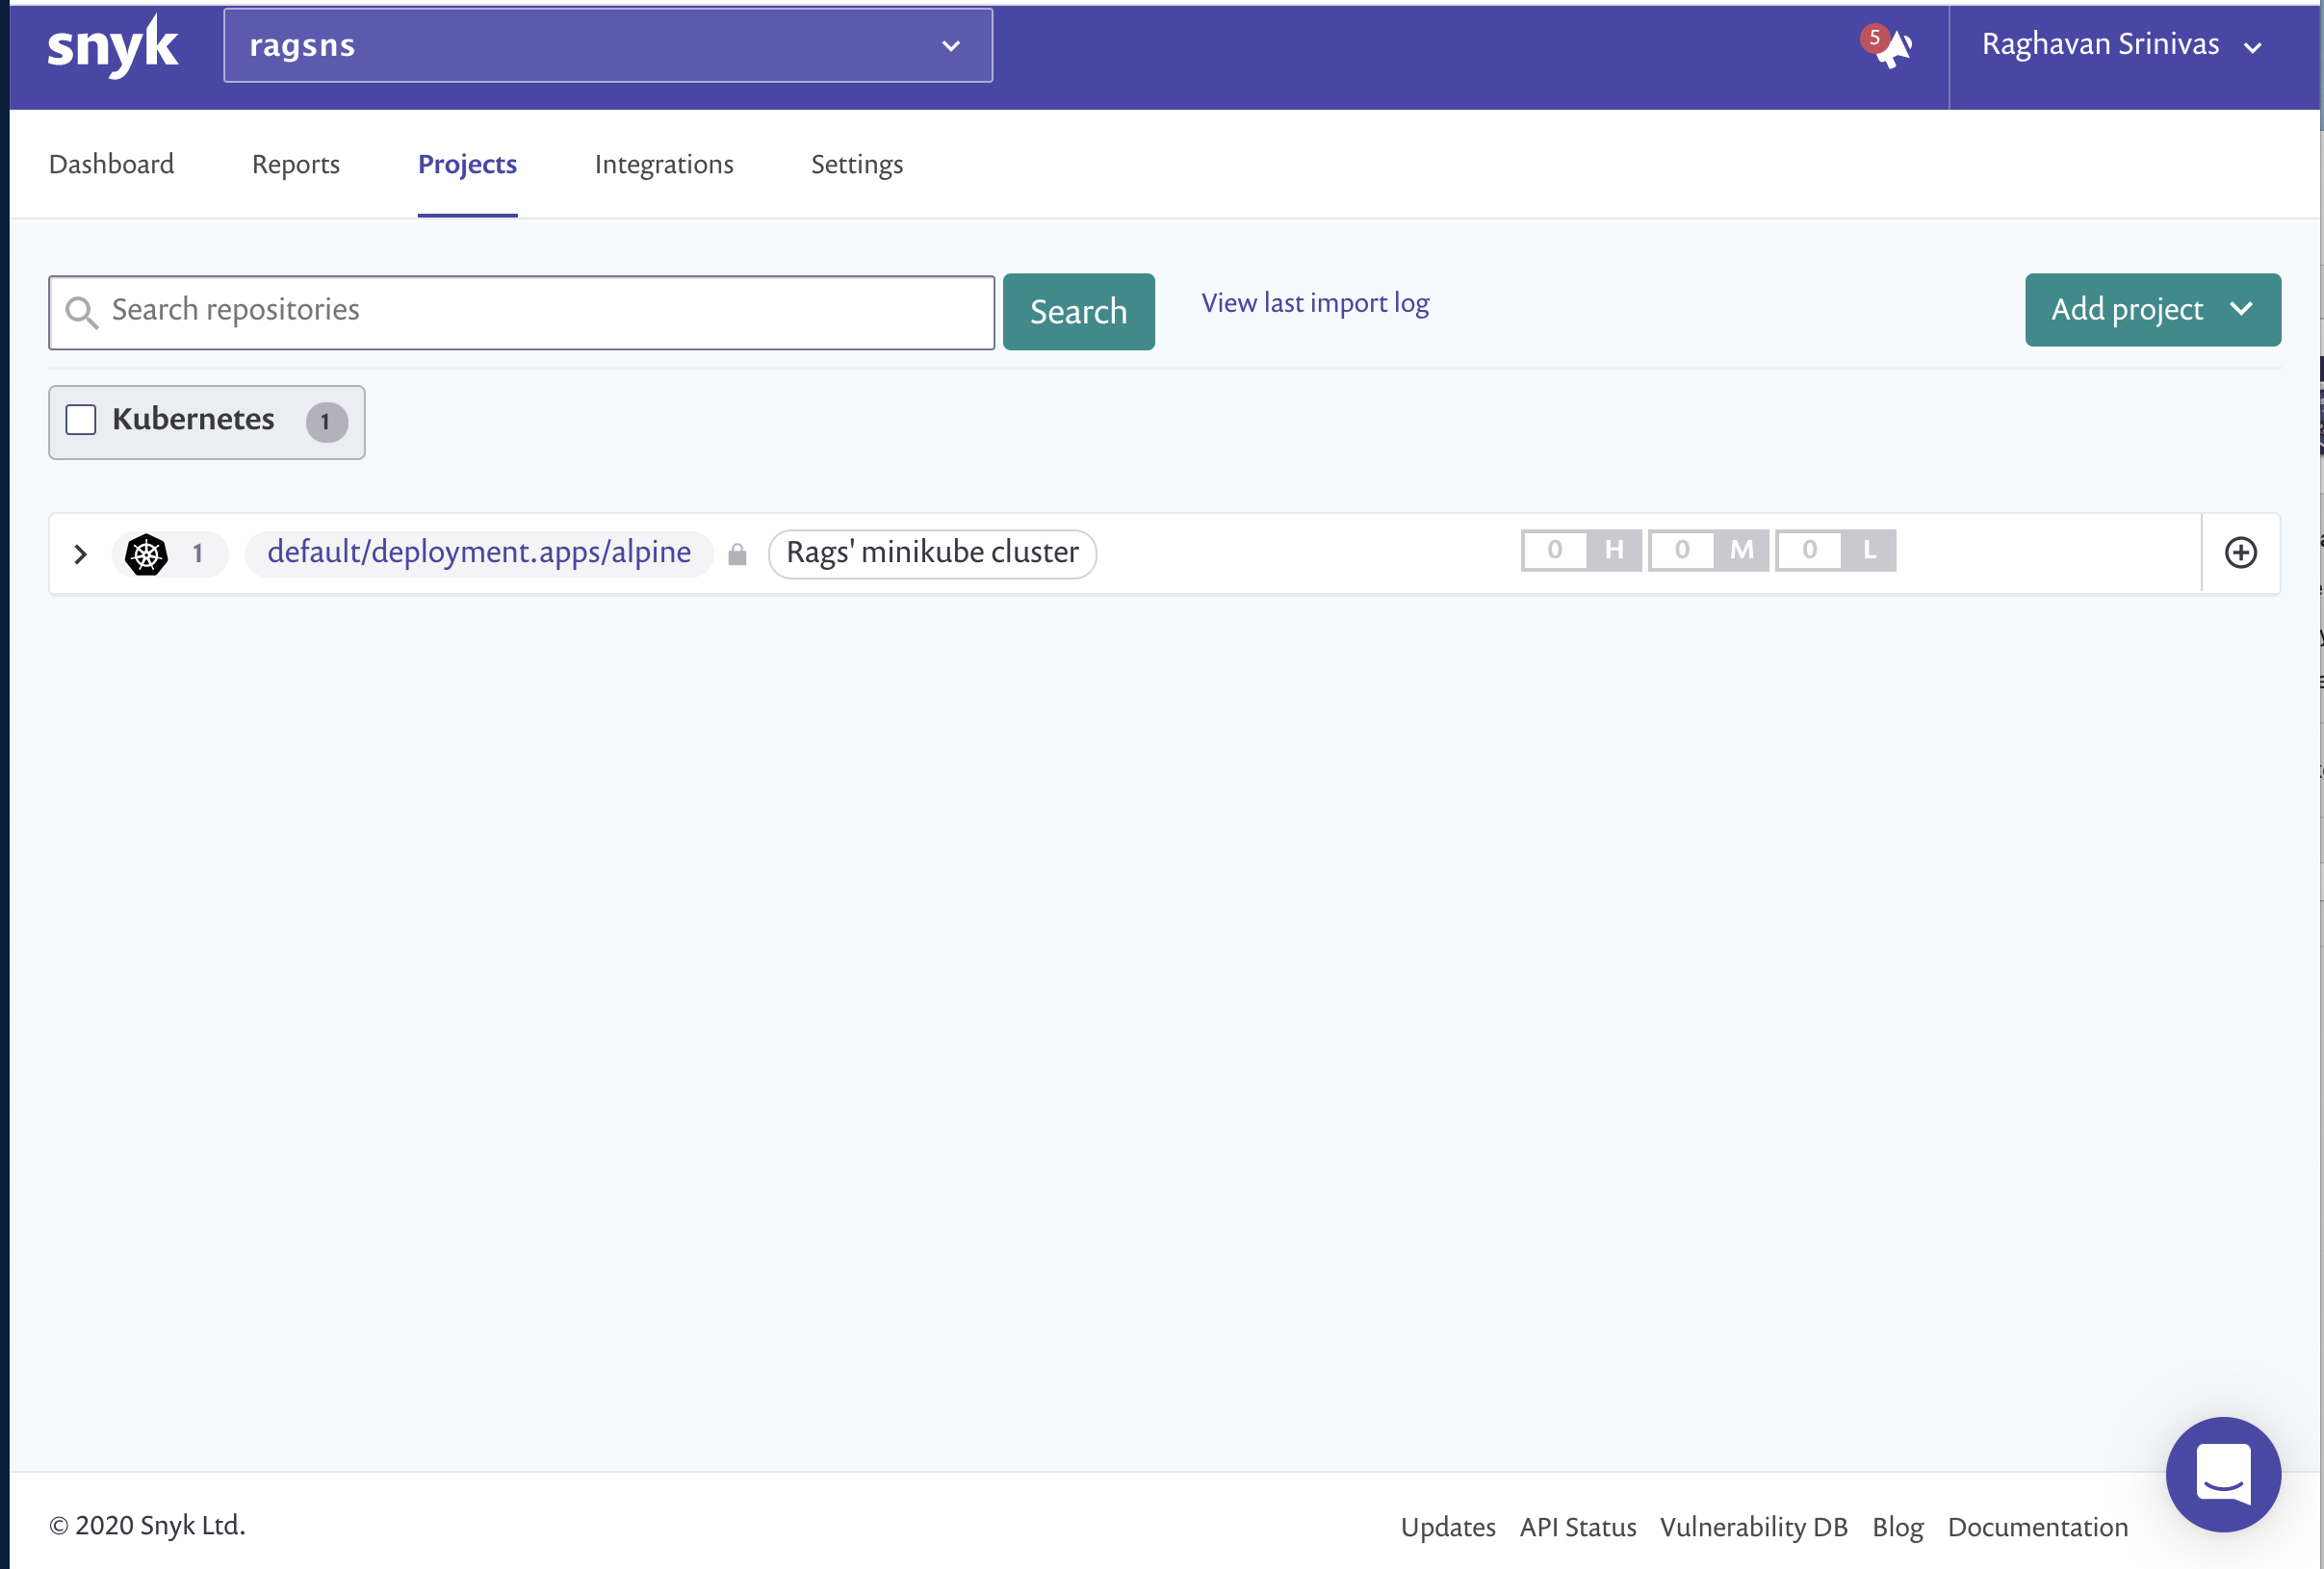 snyk
ragsns
5
Raghavan Srinivas
Dashboard
Reports
Projects
Integrations
Settings
Search repositories
Search
View last import log
Add project
Kubernetes
1
1
default/deployment.apps/alpine
Rags' minikube cluster
0 H 0 M 0 L
© 2020 Snyk Ltd.
Updates
API Status
Vulnerability DB
Blog
Documentation